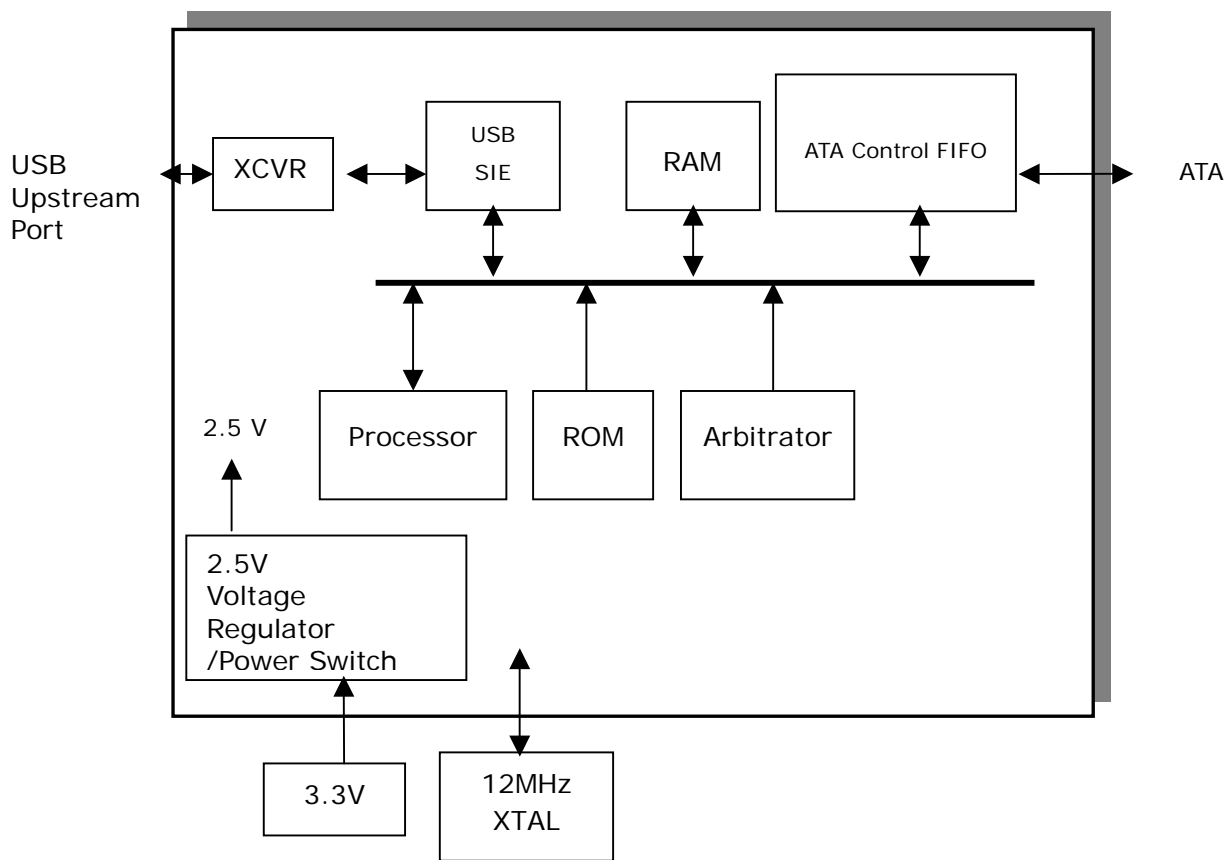 USB
Upstream
Port
XCVR
USB
SIE
RAM
ATA Control FIFO
ATA
Processor
ROM
Arbitrator
2.5 V
2.5V
Voltage
Regulator
/Power Switch
3.3V
12MHz
XTAL